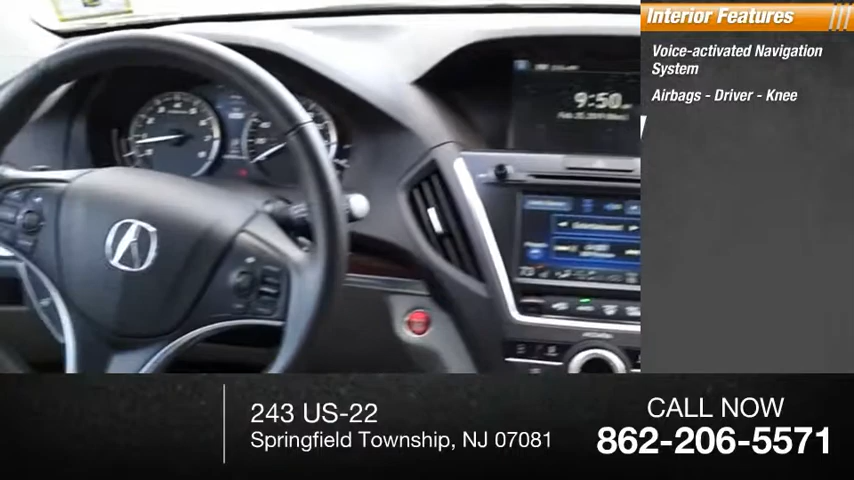 Interior Features
Voice-activated Navigation
System
Airbags - Driver - Knee
9:50
243 US-22
Springfield Township, NJ 07081
CALL NOW
862-206-5571